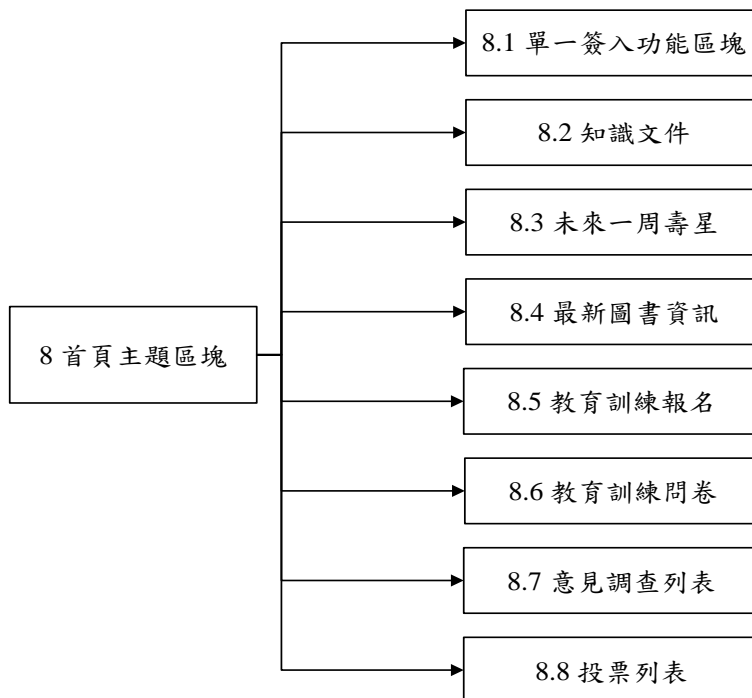 8.1 單一簽入功能區塊
8.2 知識文件
8.3 未來一周壽星
8.4 最新圖書資訊
8 首頁主題區塊
8.5 教育訓練報名
8.6 教育訓練問卷
8.7 意見調查列表
8.8 投票列表